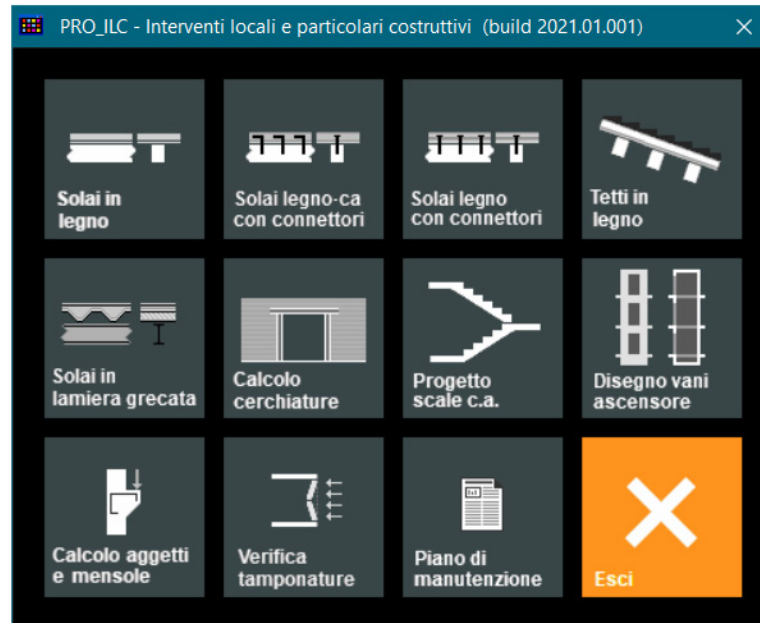 PRO_ILC - Interventi locali e particolari costruttivi (build 2021.01.001)
Solai in
legno
Solai legno-ca
con connettori
Solai legno
con connettori
Tetti in
legno
Solai in
lamiera grecata
Calcolo
cerchiature
Progetto
scale c.a.
Disegno vani
ascensore
Calcolo aggetti
e mensole
Verifica
tamponature
Piano di
manutenzione
Esci